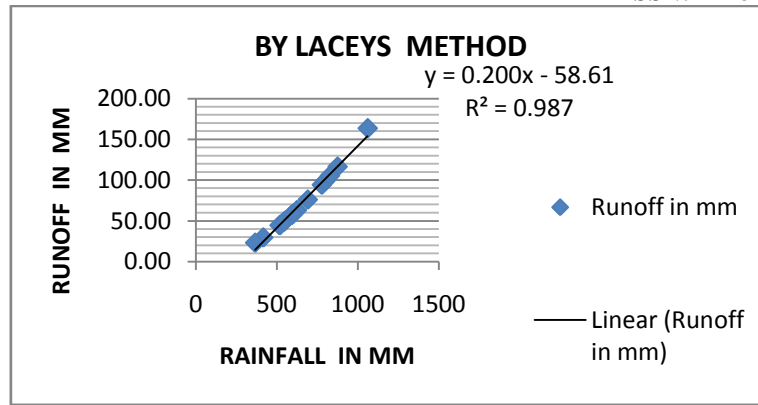 BY LACEYS METHOD
y = 0.200x - 58.61
R² = 0.987
RUNOFF IN MM
200.00
150.00
100.00
50.00
0.00
0 500 1000 1500
RAINFALL IN MM
Runoff in mm
Linear (Runoff
in mm)